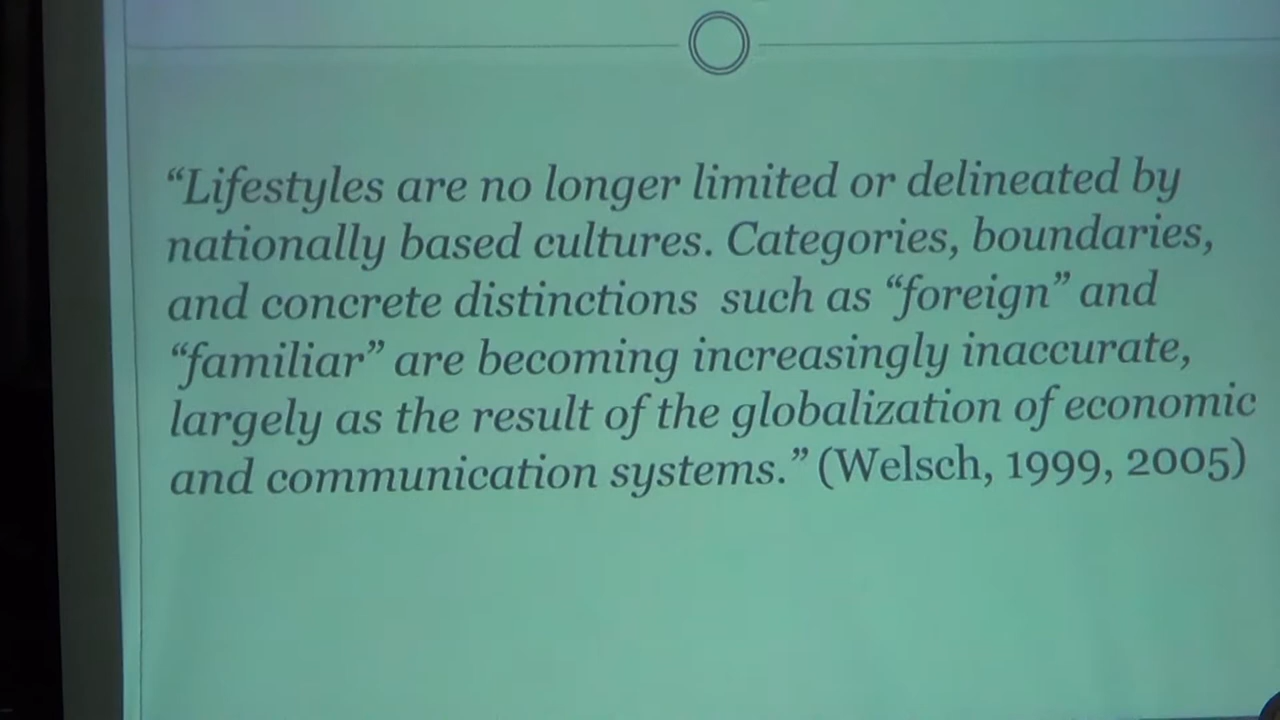 “Lifestyles are no longer limited or delineated by
nationally based cultures. Categories, boundaries,
and concrete distinctions such as “foreign” and
“familiar” are becoming increasingly inaccurate,
largely as the result of the globalization of economic
and communication systems.” (Welsch, 1999, 2005)